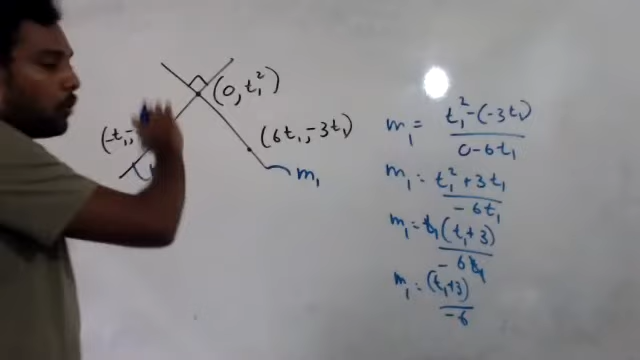 (0, t₁²)
(-t₁, -
(6t₁, -3t₁)
m₁
m₁ = t₁² - (-3t₁) / 0 - 6t₁
m₁ = t₁² + 3t₁ / -6t₁
m₁ = t₁(t₁+3) / -6t₁
m₁ = (t₁+3) / -6